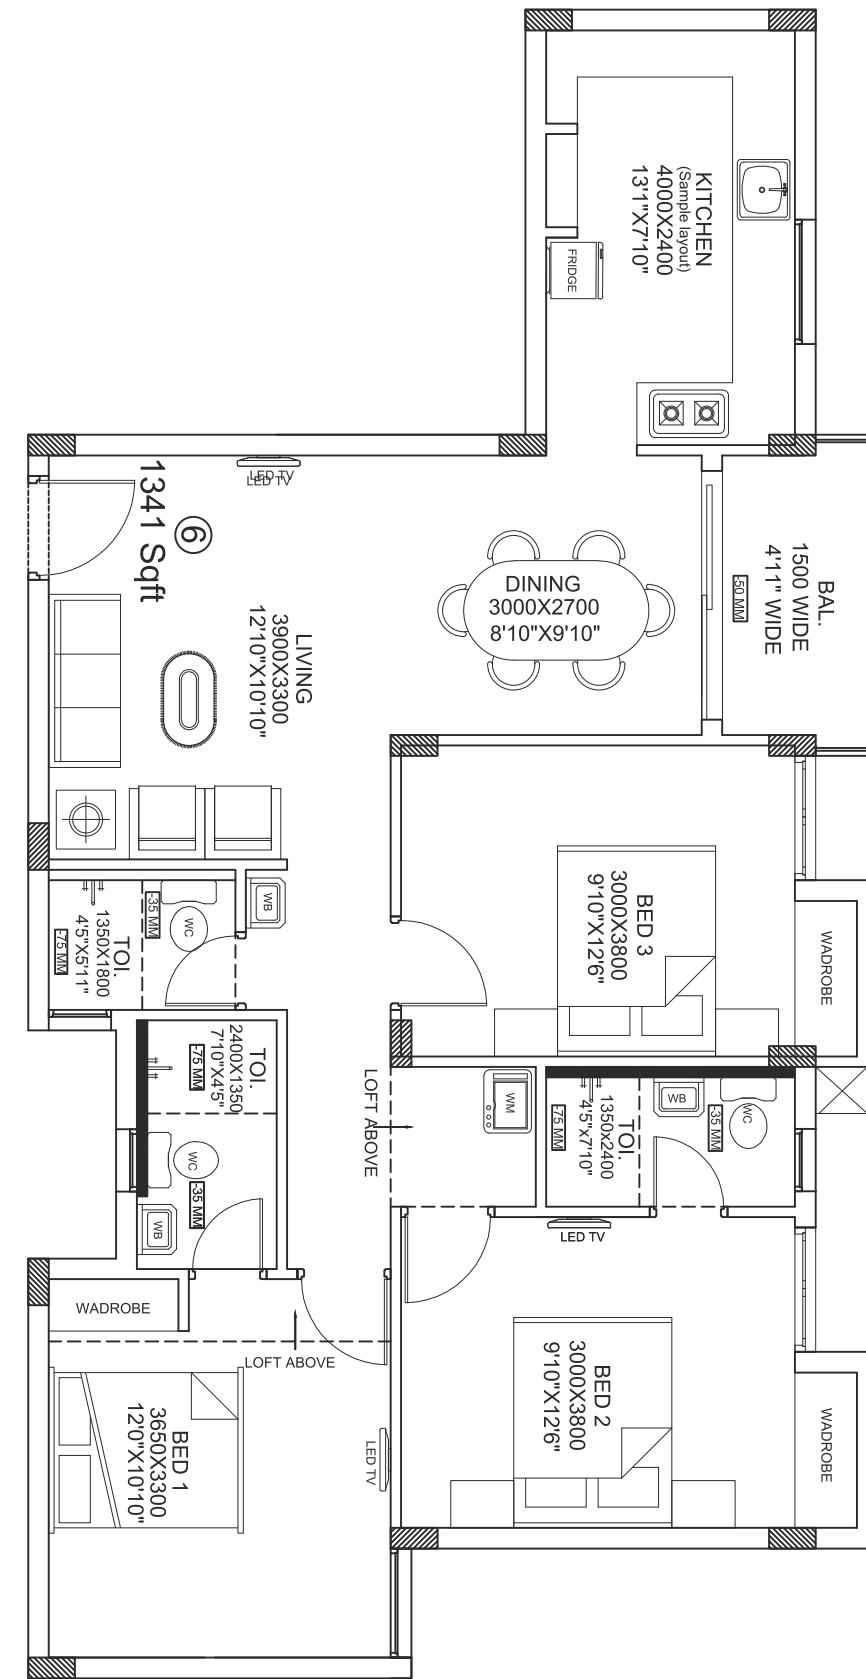 KITCHEN
(Sample layout)
4000X2400
13'1"X7'10"
FRIDGE
LED TV
LED TV
6
1341 Sqft
BAL.
1500 WIDE
4'11" WIDE
-50 MM
DINING
3000X2700
8'10"X9'10"
LIVING
3900X3300
12'10"X10'10"
BED 3
3000X3800
9'10"X12'6"
WADROBE
WB
-35 MM
WC
TOI.
1350X1800
4'5"X5'11"
-75 MM
TOI.
2400X1350
7'10"X4'5"
-75 MM
WC
-35 MM
WB
LOFT ABOVE
WM
TOI.
1350x2400
4'5"x7'10"
-75 MM
WB
-35 MM
WC
LED TV
WADROBE
LOFT ABOVE
BED 1
3650X3300
12'0"X10'10"
LED TV
BED 2
3000X3800
9'10"X12'6"
WADROBE